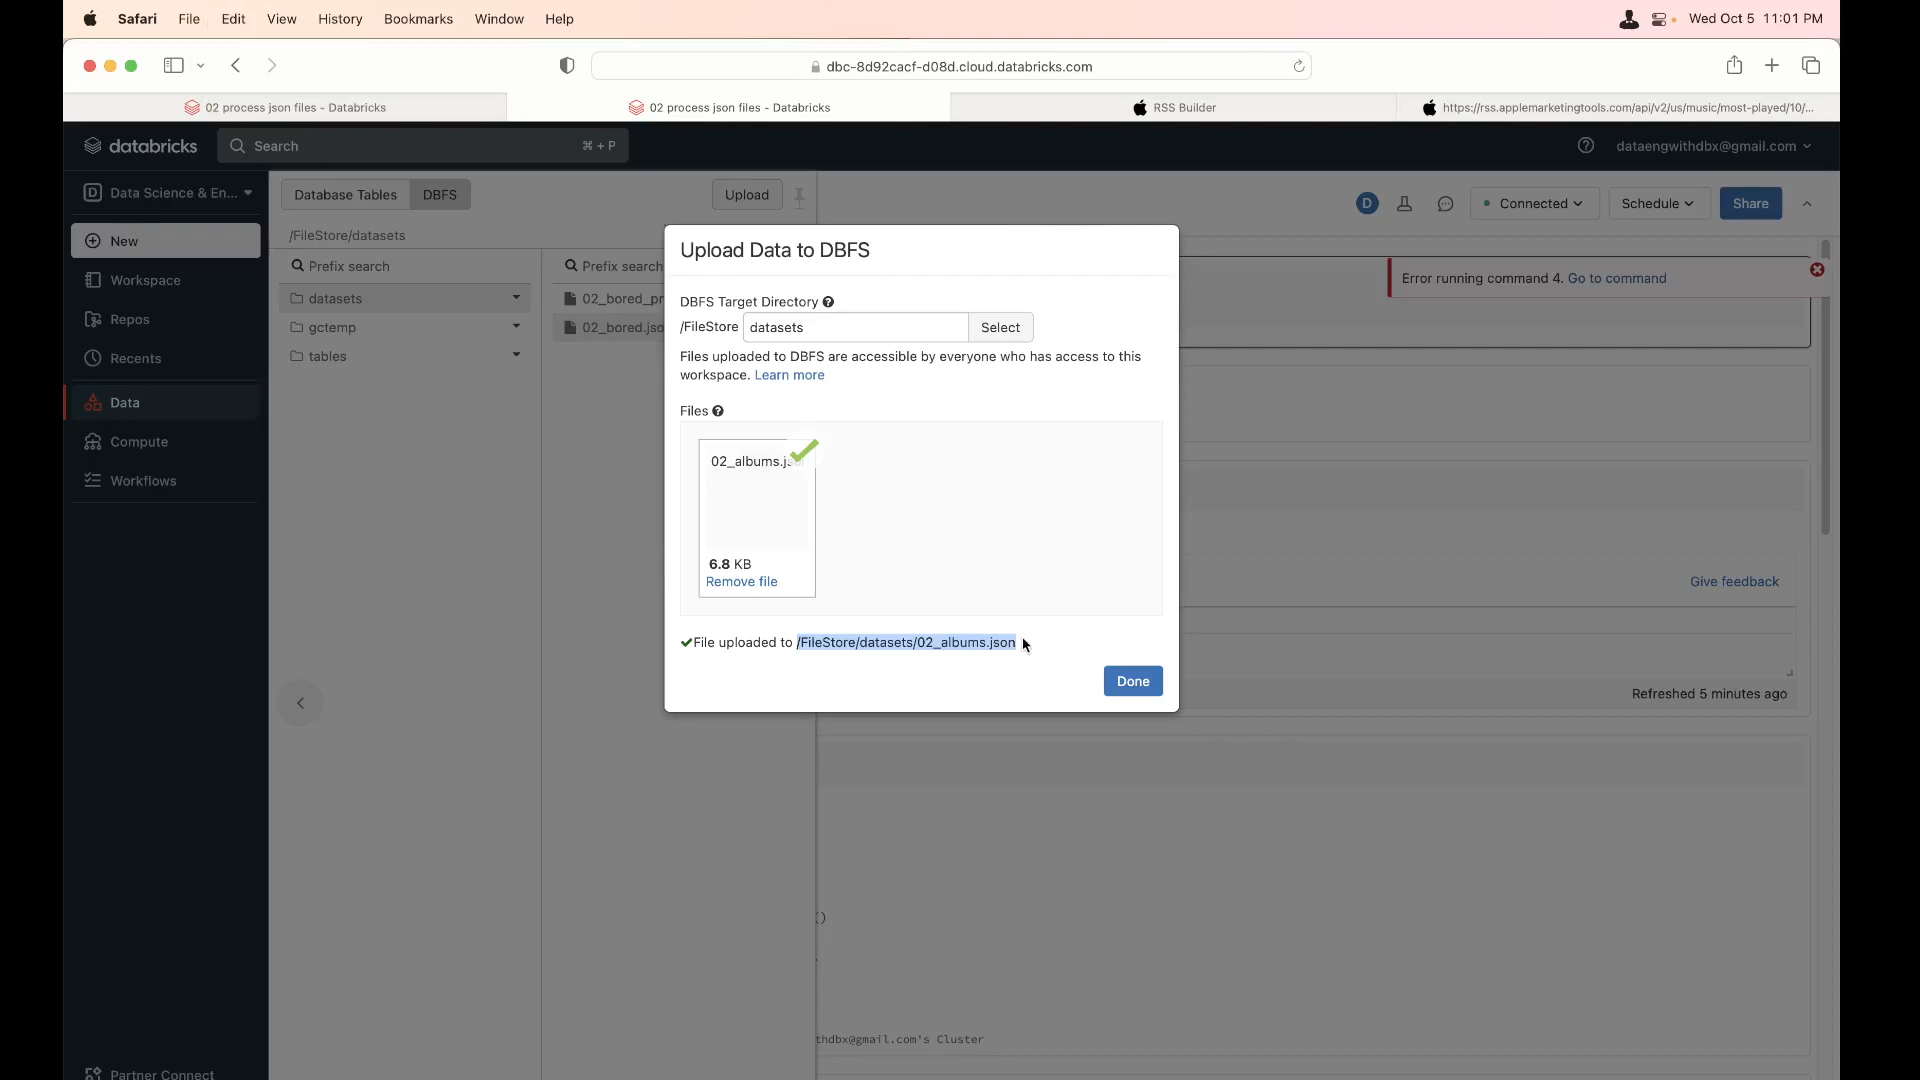 Safari File Edit View History Bookmarks Window Help
Wed Oct 5 11:01 PM
dbc-8d92cacf-d08d.cloud.databricks.com
02 process json files - Databricks
02 process json files - Databricks
RSS Builder
https://rss.applemarketingtools.com/api/v2/us/music/most-played/10/...
databricks
Search
⌘ + P
dataengwithdbx@gmail.com
D Data Science & En...
New
Workspace
Repos
Recents
Data
Compute
Workflows
Partner Connect
Database Tables
DBFS
Upload
/FileStore/datasets
Prefix search
datasets
gctemp
tables
Prefix search
02_bored_pr
02_bored.jso
D
Connected
Schedule
Share
Error running command 4. Go to command
Upload Data to DBFS
DBFS Target Directory
/FileStore datasets Select
Files uploaded to DBFS are accessible by everyone who has access to this
workspace. Learn more
Files
02_albums.js
6.8 KB
Remove file
File uploaded to /FileStore/datasets/02_albums.json
Done
Give feedback
Refreshed 5 minutes ago
()
thdbx@gmail.com's Cluster